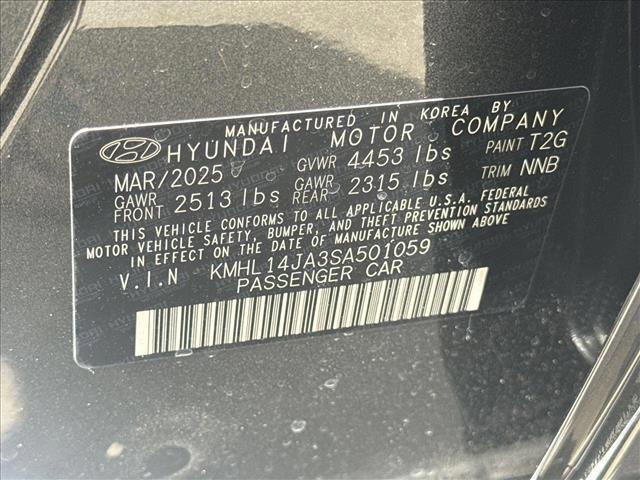 MANUFACTURED IN KOREA BY
HYUNDAI MOTOR COMPANY
MAR/2025 GVWR 4453 lbs PAINT T2G
GAWR FRONT 2513 lbs GAWR REAR 2315 lbs TRIM NNB
THIS VEHICLE CONFORMS TO ALL APPLICABLE U.S.A. FEDERAL
MOTOR VEHICLE SAFETY, BUMPER, AND THEFT PREVENTION STANDARDS
IN EFFECT ON THE DATE OF MANUFACTURE SHOWN ABOVE
V.I.N KMHL14JA3SA501059
PASSENGER CAR